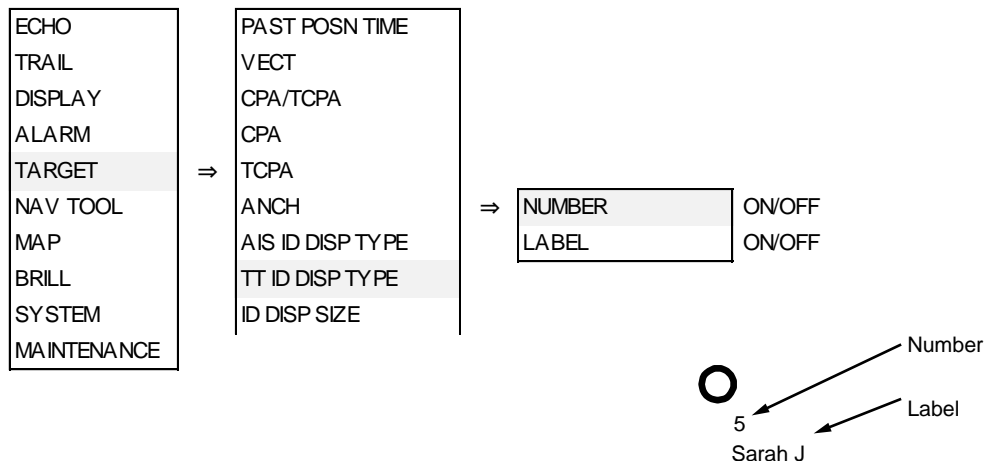 ECHO
TRAIL
DISPLAY
ALARM
TARGET
NAV TOOL
MAP
BRILL
SYSTEM
MAINTENANCE
⇒
PAST POSN TIME
VECT
CPA/TCPA
CPA
TCPA
ANCH
AIS ID DISP TYPE
TT ID DISP TYPE
ID DISP SIZE
⇒
NUMBER ON/OFF
LABEL ON/OFF
Number
Label
5
Sarah J